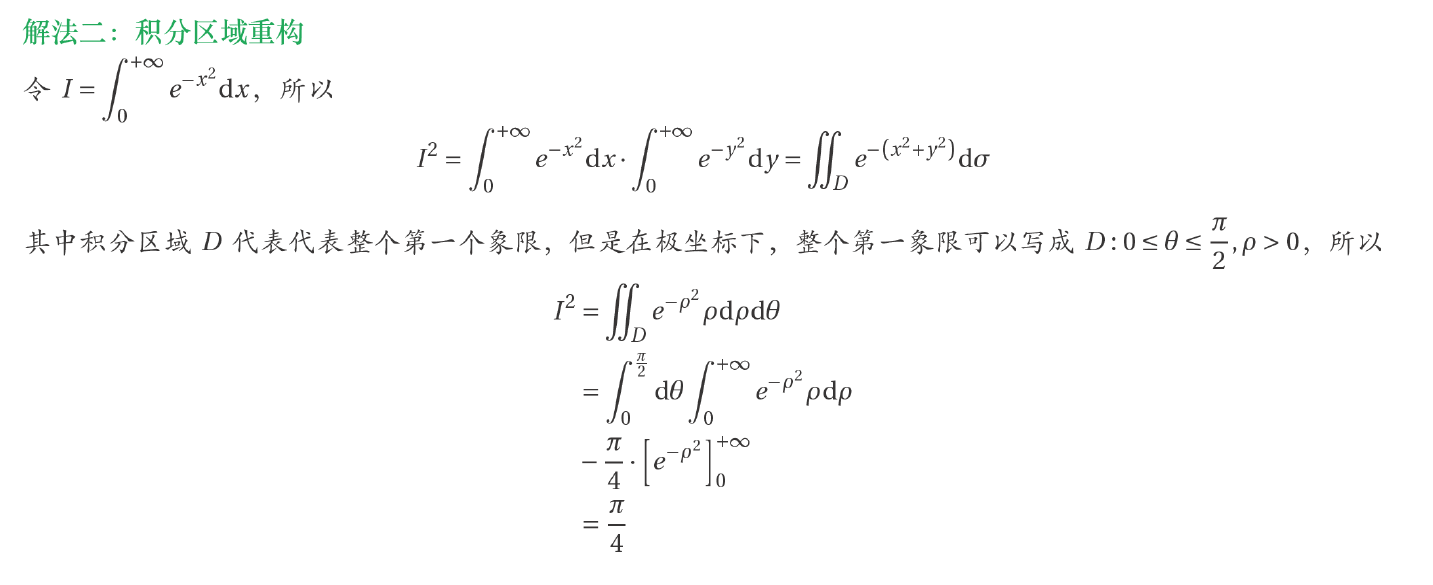 解法二：积分区域重构
令 $I=\int_0^{+\infty} e^{-x^2}\mathrm{d}x$，所以
$I^2=\int_0^{+\infty} e^{-x^2}\mathrm{d}x\cdot\int_0^{+\infty} e^{-y^2}\mathrm{d}y=\iint_D e^{-(x^2+y^2)}\mathrm{d}\sigma$
其中积分区域 $D$ 代表代表整个第一个象限，但是在极坐标下，整个第一象限可以写成 $D:0\leq\theta\leq\frac{\pi}{2},\rho>0$，所以
$I^2=\iint_D e^{-\rho^2}\rho\mathrm{d}\rho\mathrm{d}\theta$
$=\int_0^{\frac{\pi}{2}}\mathrm{d}\theta\int_0^{+\infty} e^{-\rho^2}\rho\mathrm{d}\rho$
$-\frac{\pi}{4}\cdot\left[e^{-\rho^2}\right]_0^{+\infty}$
$=\frac{\pi}{4}$